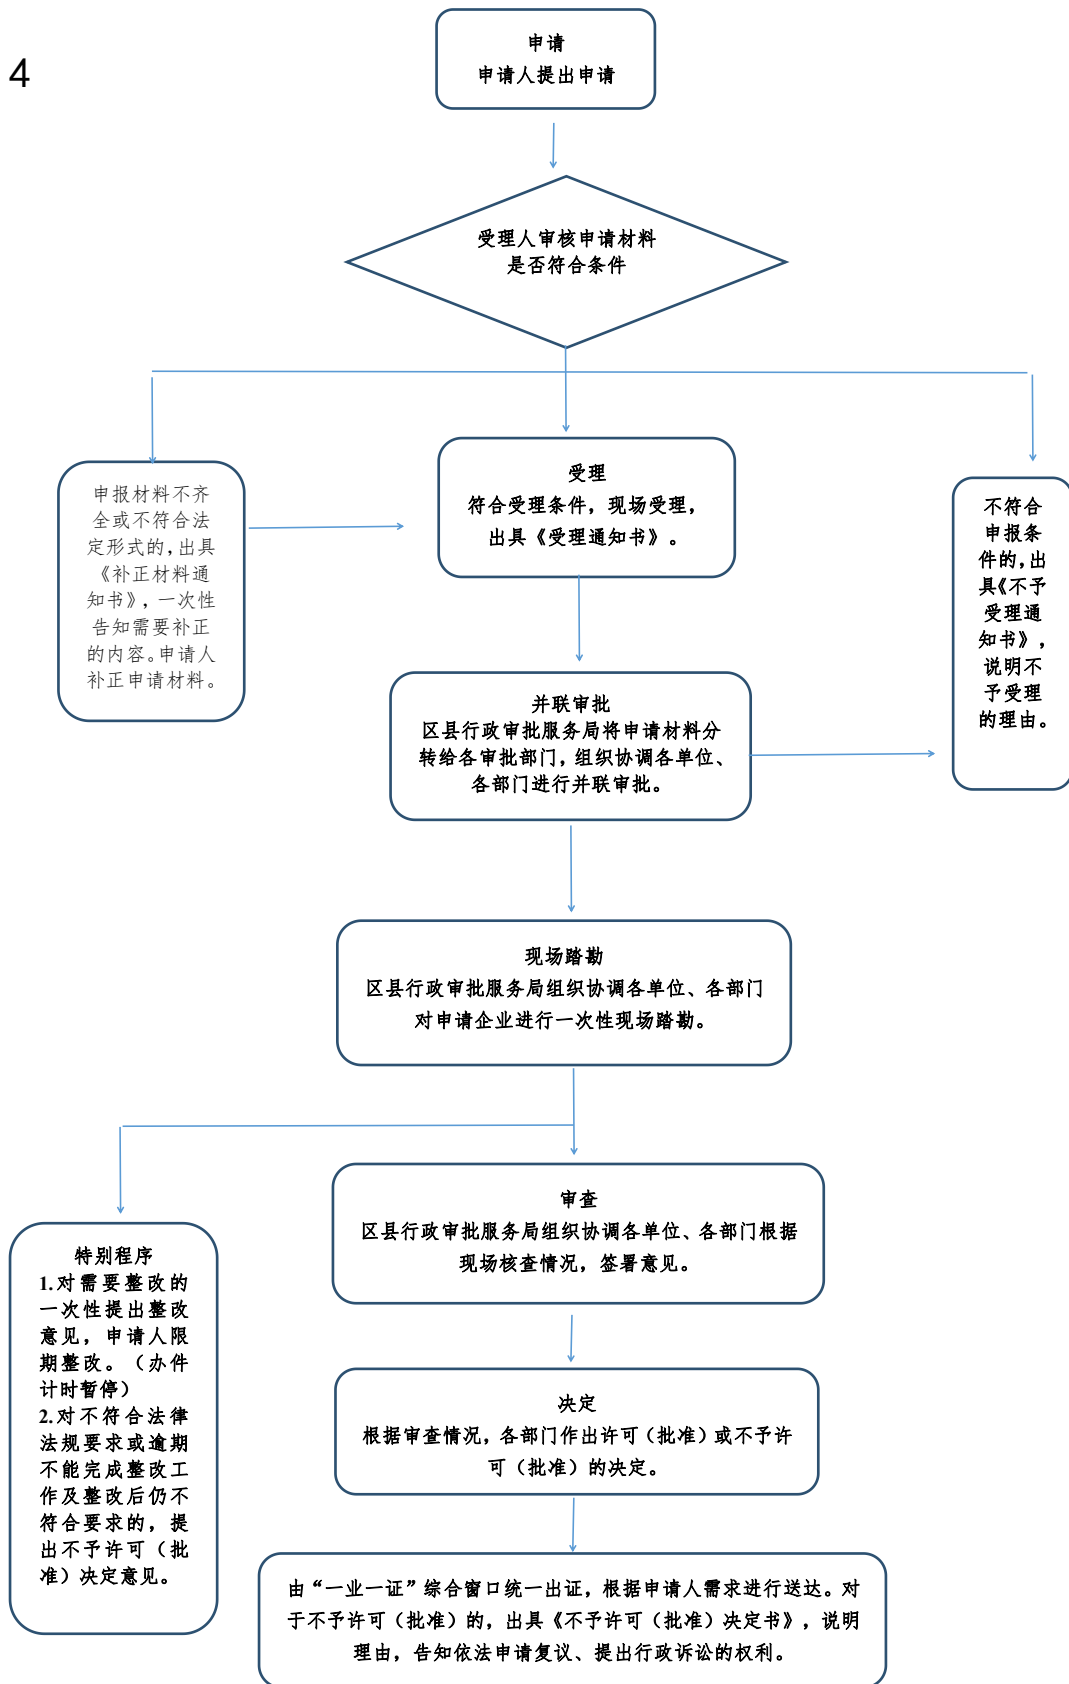 4
申请
申请人提出申请
受理人审核申请材料
是否符合条件
申报材料不齐
全或不符合法
定形式的，出具
《补正材料通
知书》，一次性
告知需要补正
的内容。申请人
补正申请材料。
受理
符合受理条件，现场受理，
出具《受理通知书》。
不符合
申报条
件的，出
具《不予
受理通
知书》，
说明不
予受理
的理由。
并联审批
区县行政审批服务局将申请材料分
转给各审批部门，组织协调各单位、
各部门进行并联审批。
现场踏勘
区县行政审批服务局组织协调各单位、各部门
对申请企业进行一次性现场踏勘。
审查
区县行政审批服务局组织协调各单位、各部门根据
现场核查情况，签署意见。
特别程序
1.对需要整改的
一次性提出整改
意见，申请人限
期整改。（办件
计时暂停）
2.对不符合法律
法规要求或逾期
不能完成整改工
作及整改后仍不
符合要求的，提
出不予许可（批
准）决定意见。
决定
根据审查情况，各部门作出许可（批准）或不予许
可（批准）的决定。
由“一业一证”综合窗口统一出证，根据申请人需求进行送达。对
于不予许可（批准）的，出具《不予许可（批准）决定书》，说明
理由，告知依法申请复议、提出行政诉讼的权利。